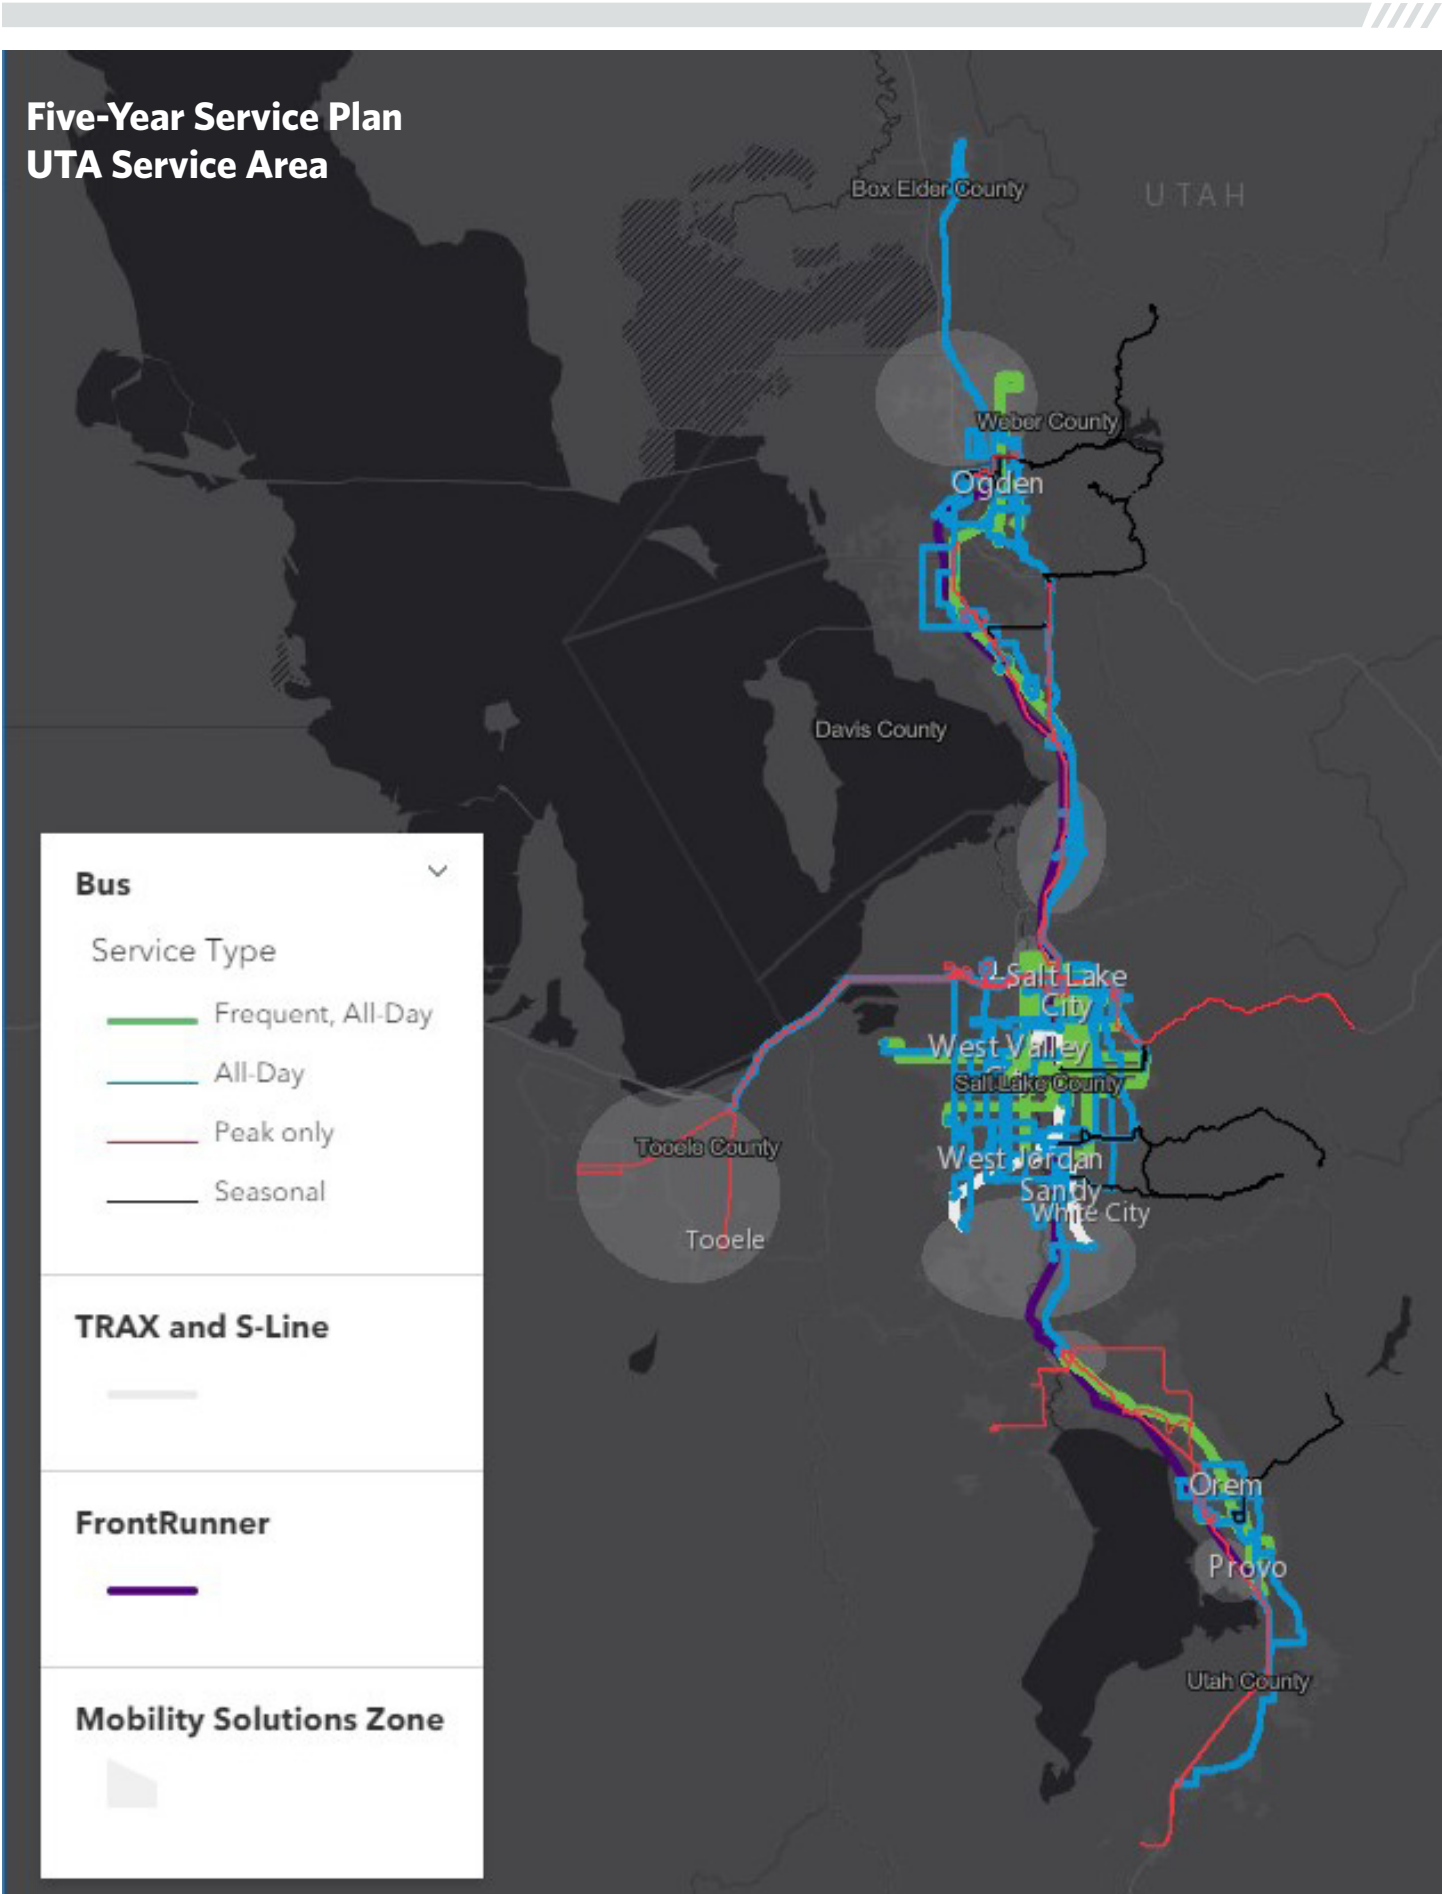 Five-Year Service Plan
UTA Service Area
Box Elder County
UTAH
Weber County
Ogden
Davis County
Bus
Service Type
Frequent, All-Day
All-Day
Peak only
Seasonal
TRAX and S-Line
FrontRunner
Mobility Solutions Zone
Salt Lake
City
West Valley
Salt Lake County
Tooele County
West Jordan
Sandy
White City
Tooele
Orem
Provo
Utah County